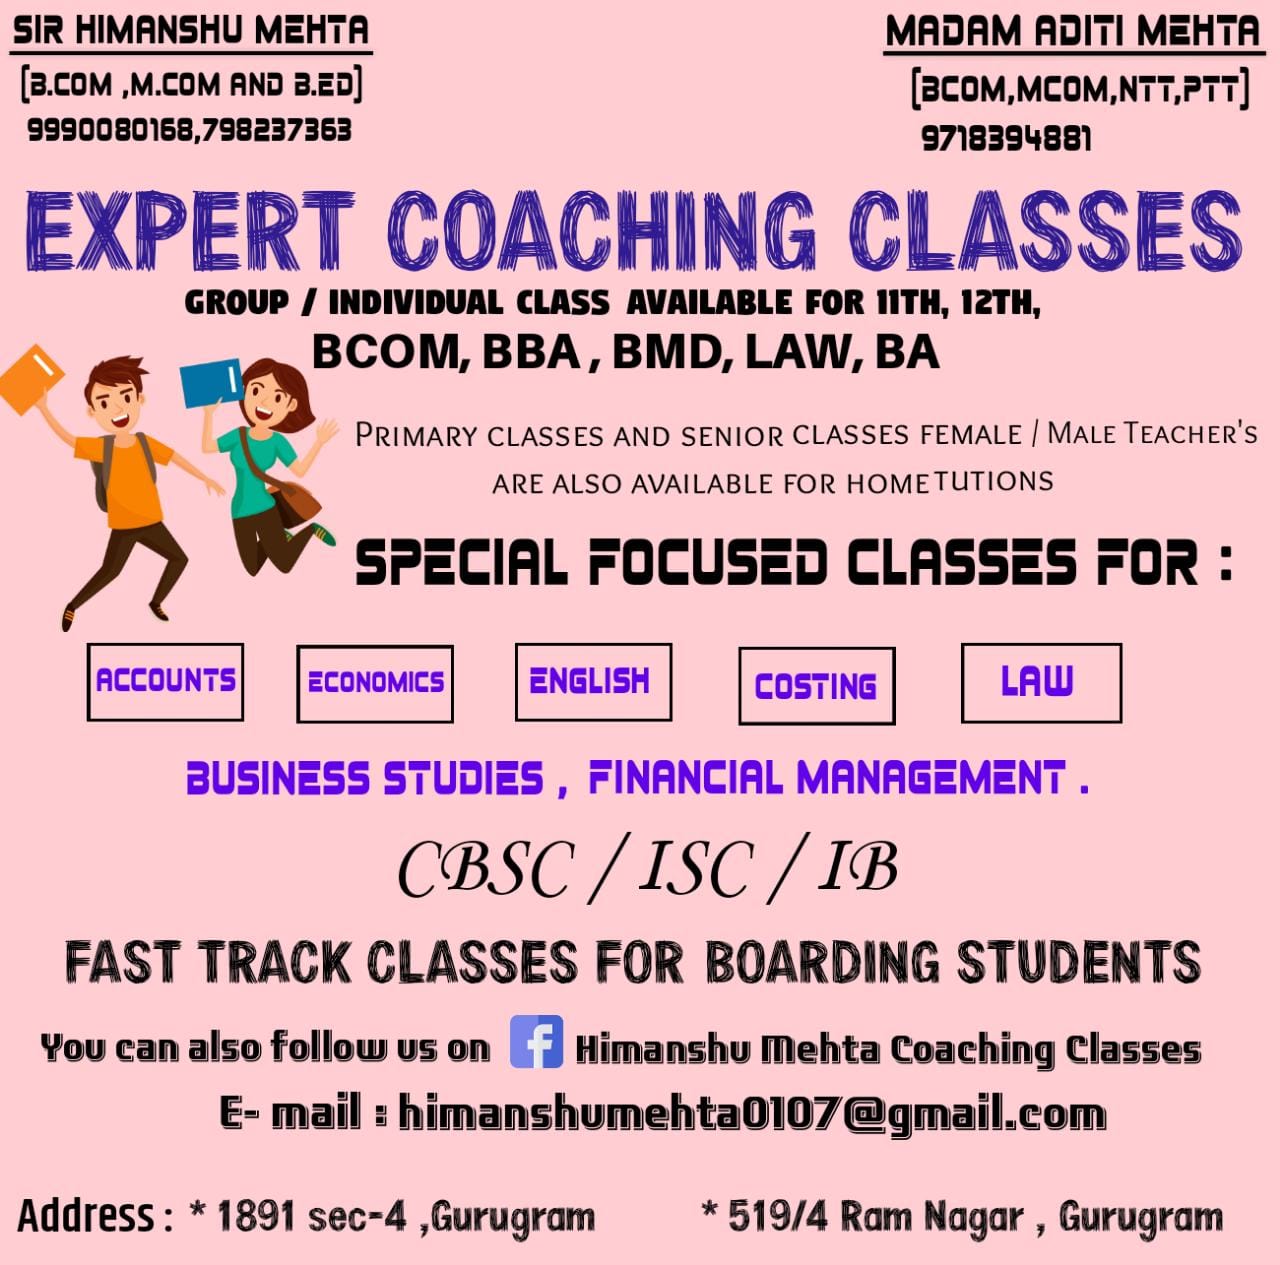 SIR HIMANSHU MEHTA
[B.COM ,M.COM AND B.ED]
9990080168,798237363
MADAM ADITI MEHTA
[BCOM,MCOM,NTT,PTT]
9718394881
EXPERT COACHING CLASSES
GROUP / INDIVIDUAL CLASS AVAILABLE FOR 11TH, 12TH,
BCOM, BBA , BMD, LAW, BA
PRIMARY CLASSES AND SENIOR CLASSES FEMALE / MALE TEACHER'S
ARE ALSO AVAILABLE FOR HOME TUTIONS
SPECIAL FOCUSED CLASSES FOR :
ACCOUNTS
ECONOMICS
ENGLISH
COSTING
LAW
BUSINESS STUDIES , FINANCIAL MANAGEMENT .
CBSC / ISC / IB
FAST TRACK CLASSES FOR BOARDING STUDENTS
You can also follow us on f Himanshu Mehta Coaching Classes
E- mail : himanshumehta0107@gmail.com
Address : * 1891 sec-4 ,Gurugram * 519/4 Ram Nagar , Gurugram